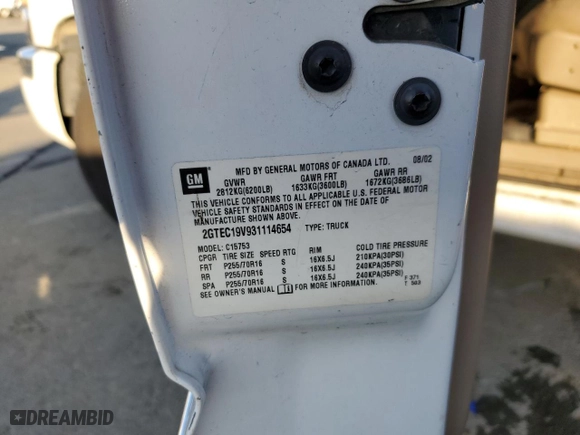 GM
MFD BY GENERAL MOTORS OF CANADA LTD. 08/02
GVWR GAWR FRT GAWR RR
2812KG(6200LB) 1633KG(3600LB) 1672KG(3686LB)
THIS VEHICLE CONFORMS TO ALL APPLICABLE U.S. FEDERAL MOTOR
VEHICLE SAFETY STANDARDS IN EFFECT ON THE DATE OF
MANUFACTURE SHOWN ABOVE.
2GTEC19V931114654 TYPE: TRUCK
MODEL: C15753
CPGR TIRE SIZE SPEED RTG RIM COLD TIRE PRESSURE
FRT P255/70R16 S 16X6.5J 210KPA(30PSI)
RR P255/70R16 S 16X6.5J 240KPA(35PSI)
SPA P255/70R16 S 16X6.5J 240KPA(35PSI)
SEE OWNER'S MANUAL FOR MORE INFORMATION.
F 371
T 583
DREAMBID